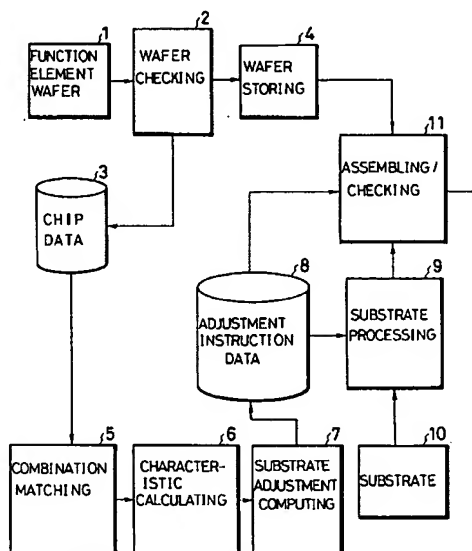 1
FUNCTION
ELEMENT
WAFER
2
WAFER
CHECKING
4
WAFER
STORING
11
ASSEMBLING/
CHECKING
3
CHIP
DATA
8
ADJUSTMENT
INSTRUCTION
DATA
9
SUBSTRATE
PROCESSING
5
COMBINATION
MATCHING
6
CHARACTER-
ISTIC
CALCULATING
7
SUBSTRATE
ADJUSTMENT
COMPUTING
10
SUBSTRATE